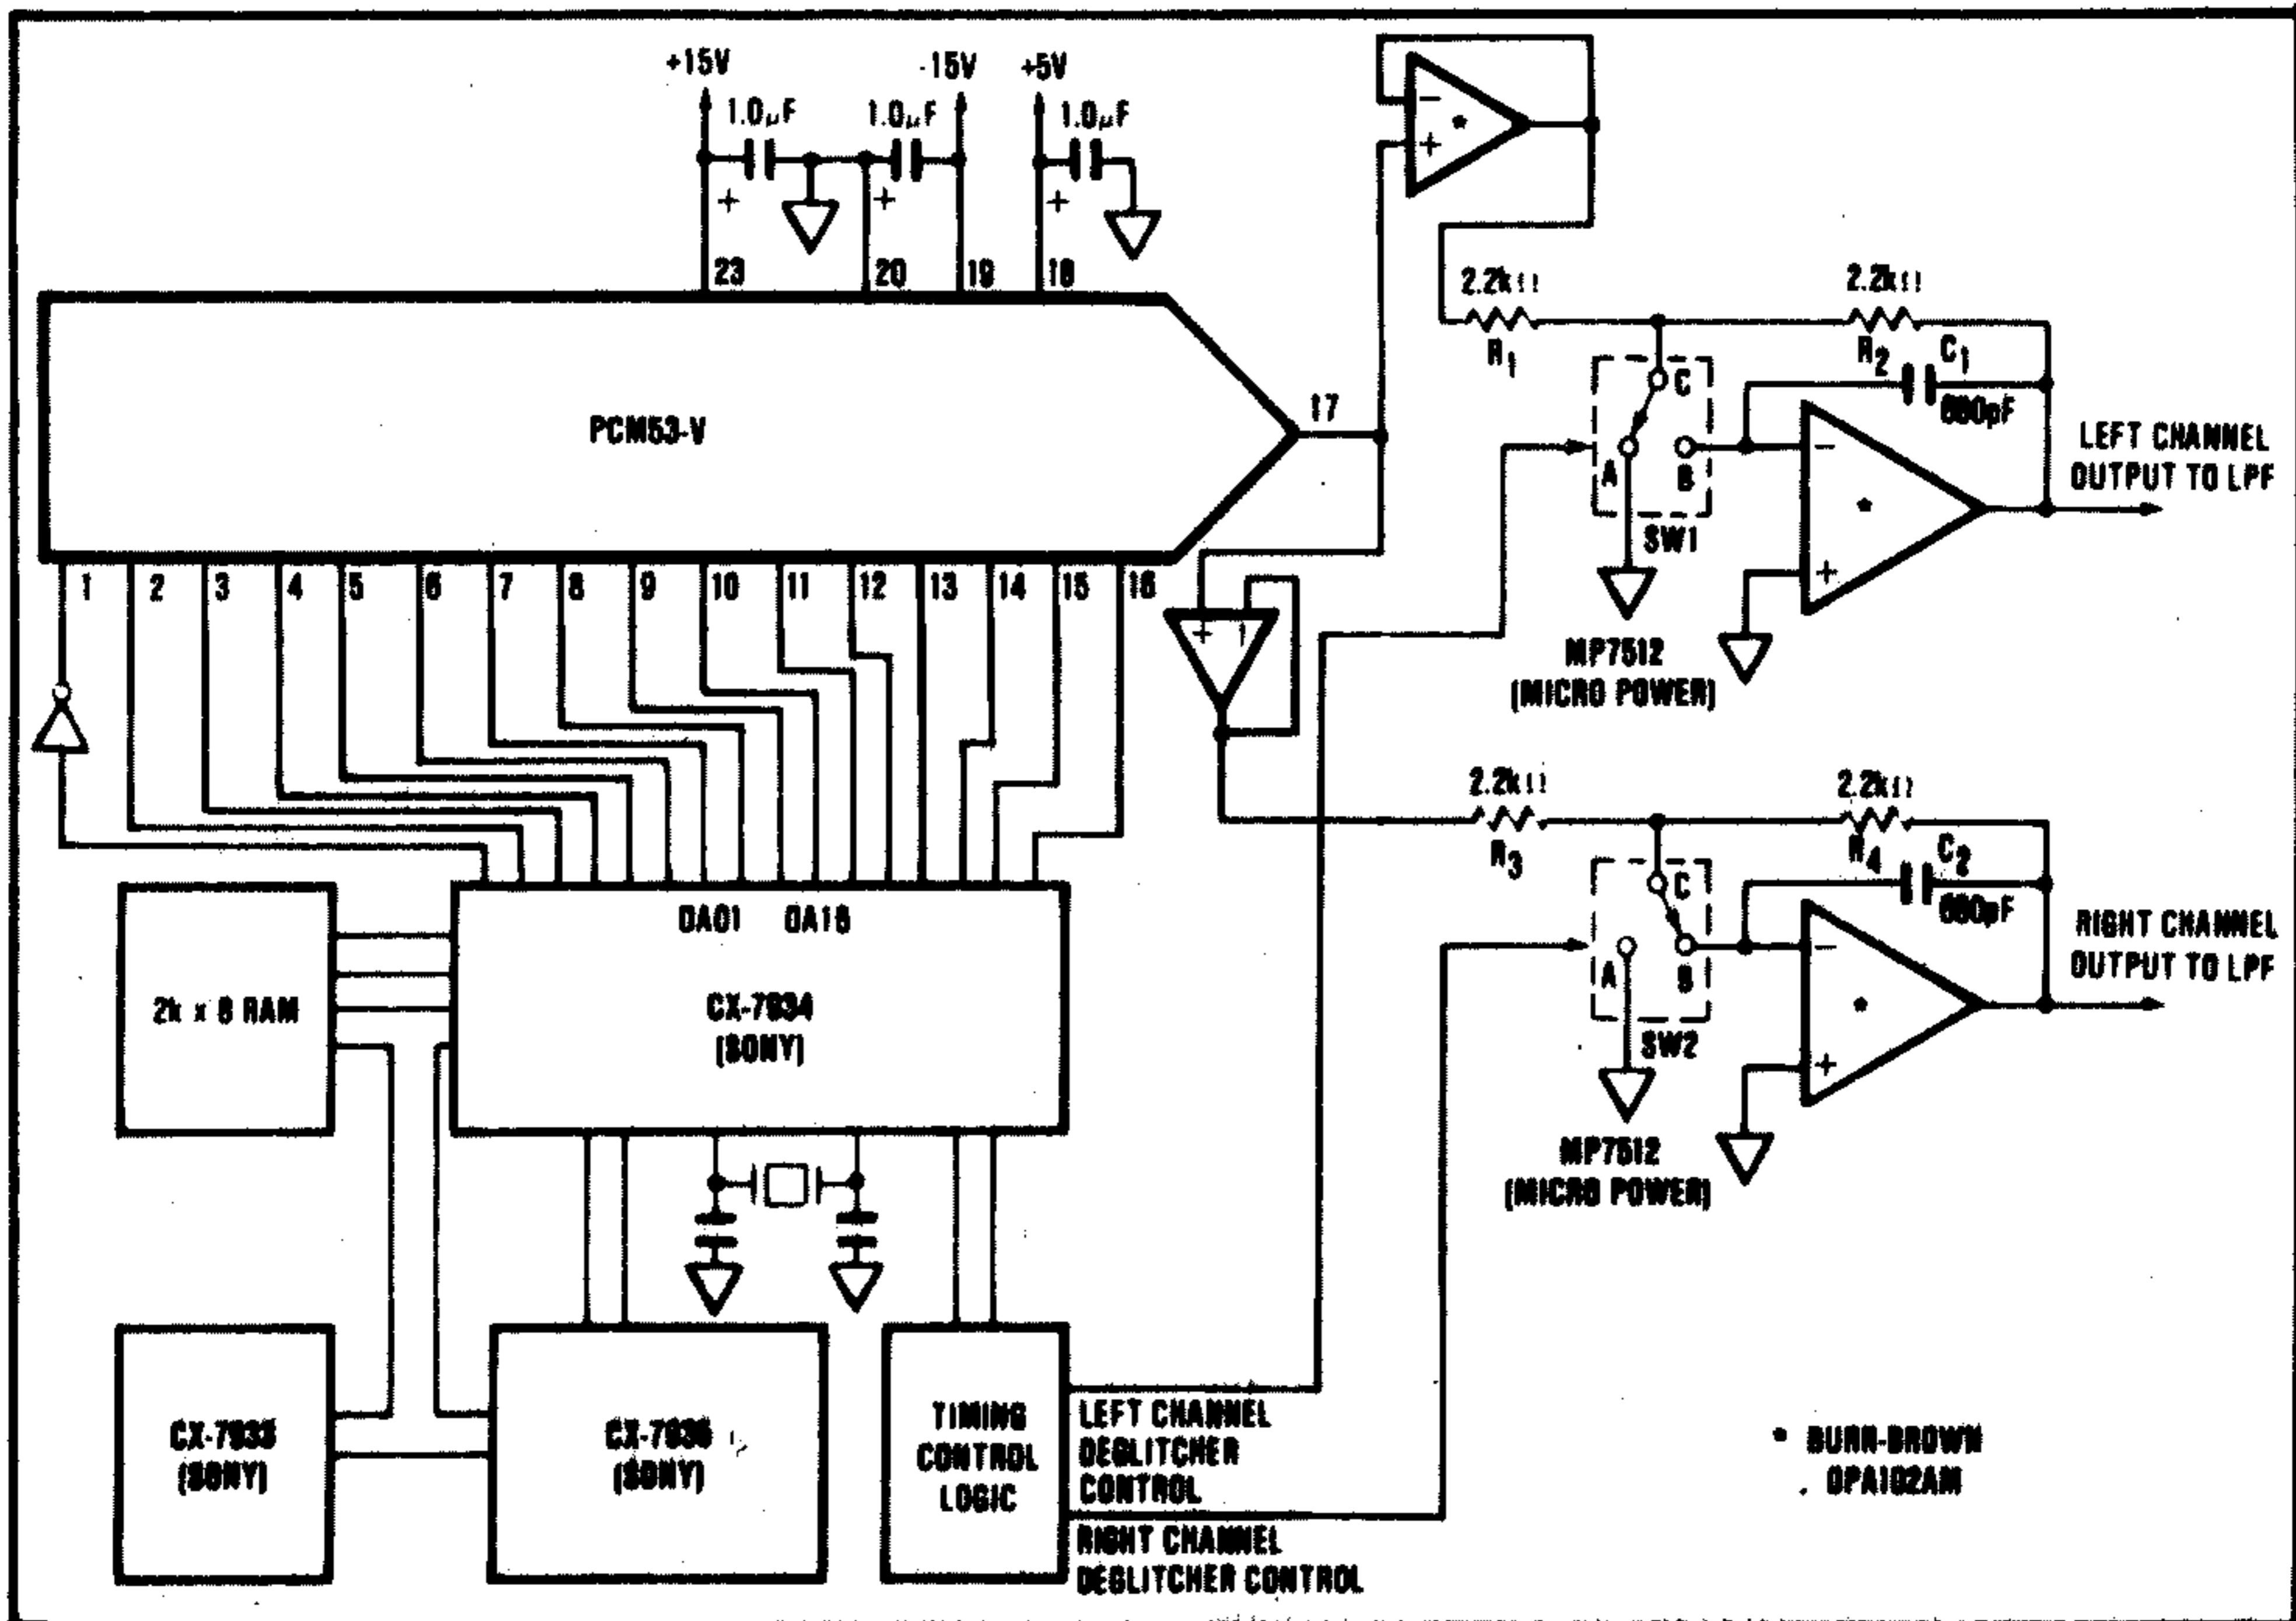 +15V
-15V
+5V
1.0µF
1.0µF
1.0µF
+
+
+
23
20
19
18
PCM53-V
17
1
2
3
4
5
6
7
8
9
10
11
12
13
14
15
16
-
*
+
+
-
2.2kΩ
R1
2.2kΩ
R2
C1
680pF
C
A
B
SW1
-
*
+
LEFT CHANNEL
OUTPUT TO LPF
MP7512
(MICRO POWER)
2.2kΩ
R3
2.2kΩ
R4
C2
680pF
C
A
B
SW2
-
*
+
RIGHT CHANNEL
OUTPUT TO LPF
MP7512
(MICRO POWER)
2k x 8 RAM
DA01
DA16
CX-7934
(SONY)
CX-7933
(SONY)
CX-7935
(SONY)
TIMING
CONTROL
LOGIC
LEFT CHANNEL
DEGLITCHER
CONTROL
RIGHT CHANNEL
DEGLITCHER CONTROL
* BURR-BROWN
OPA102AM